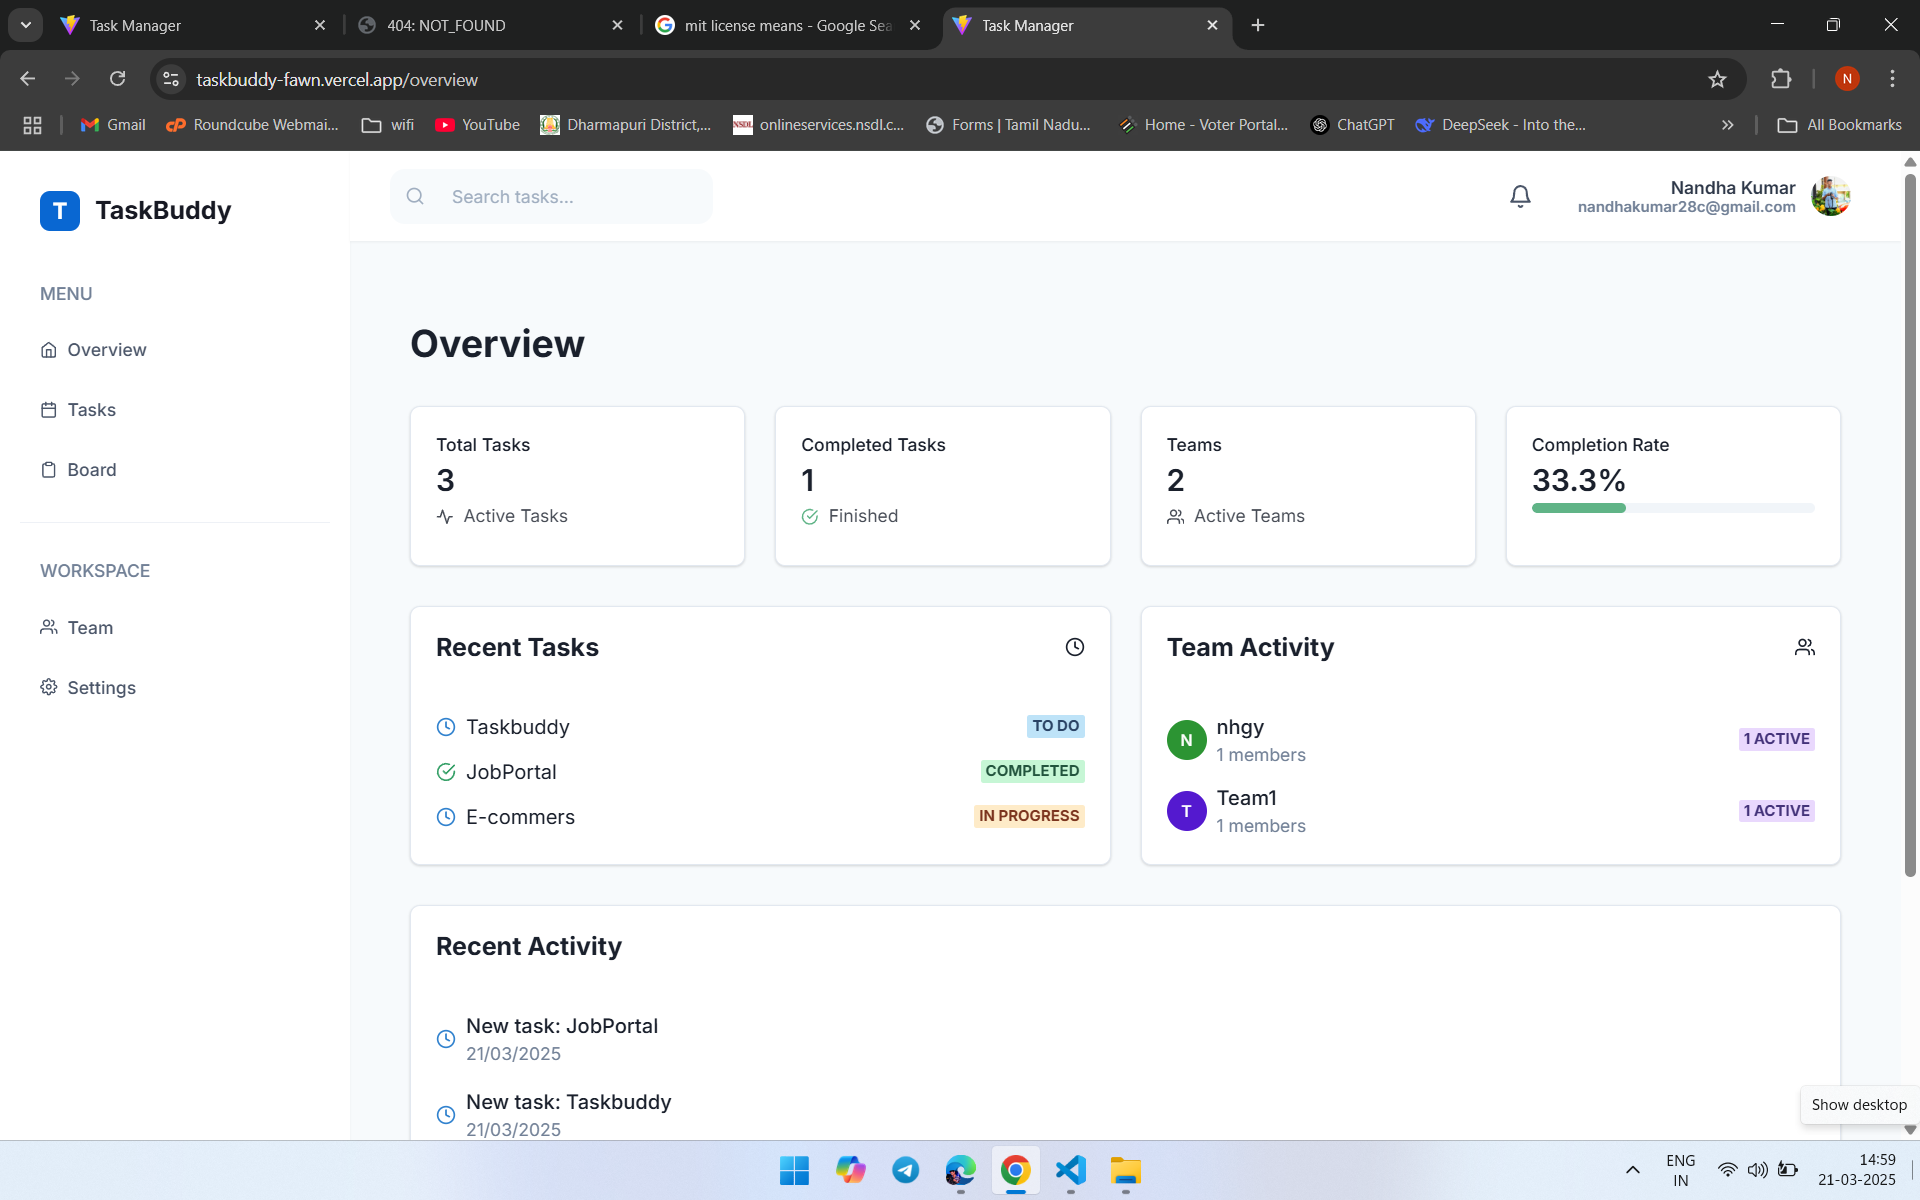 Task Manager
404: NOT_FOUND
mit license means - Google Sea
Task Manager
taskbuddy-fawn.vercel.app/overview
N
Gmail
Roundcube Webmai...
wifi
YouTube
Dharmapuri District,...
NSDL
onlineservices.nsdl.c...
Forms | Tamil Nadu...
Home - Voter Portal...
ChatGPT
DeepSeek - Into the...
All Bookmarks
T
TaskBuddy
Search tasks...
Nandha Kumar
nandhakumar28c@gmail.com
MENU
Overview
Tasks
Board
WORKSPACE
Team
Settings
Overview
Total Tasks
3
Active Tasks
Completed Tasks
1
Finished
Teams
2
Active Teams
Completion Rate
33.3%
Recent Tasks
Taskbuddy
TO DO
JobPortal
COMPLETED
E-commers
IN PROGRESS
Team Activity
N
nhgy
1 members
1 ACTIVE
T
Team1
1 members
1 ACTIVE
Recent Activity
New task: JobPortal
21/03/2025
New task: Taskbuddy
21/03/2025
Show desktop
ENG
IN
14:59
21-03-2025